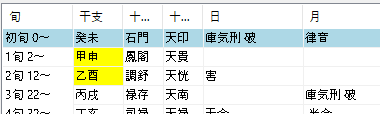 旬 干支 十... 十... 日 月
初旬 0～ 癸未 石門 天印 庫気刑 破 律音
1旬 2～ 甲申 鳳閣 天貴
2旬 12～ 乙酉 調舒 天恍 害
3旬 22～ 丙戌 禄存 天南 庫気刑 破